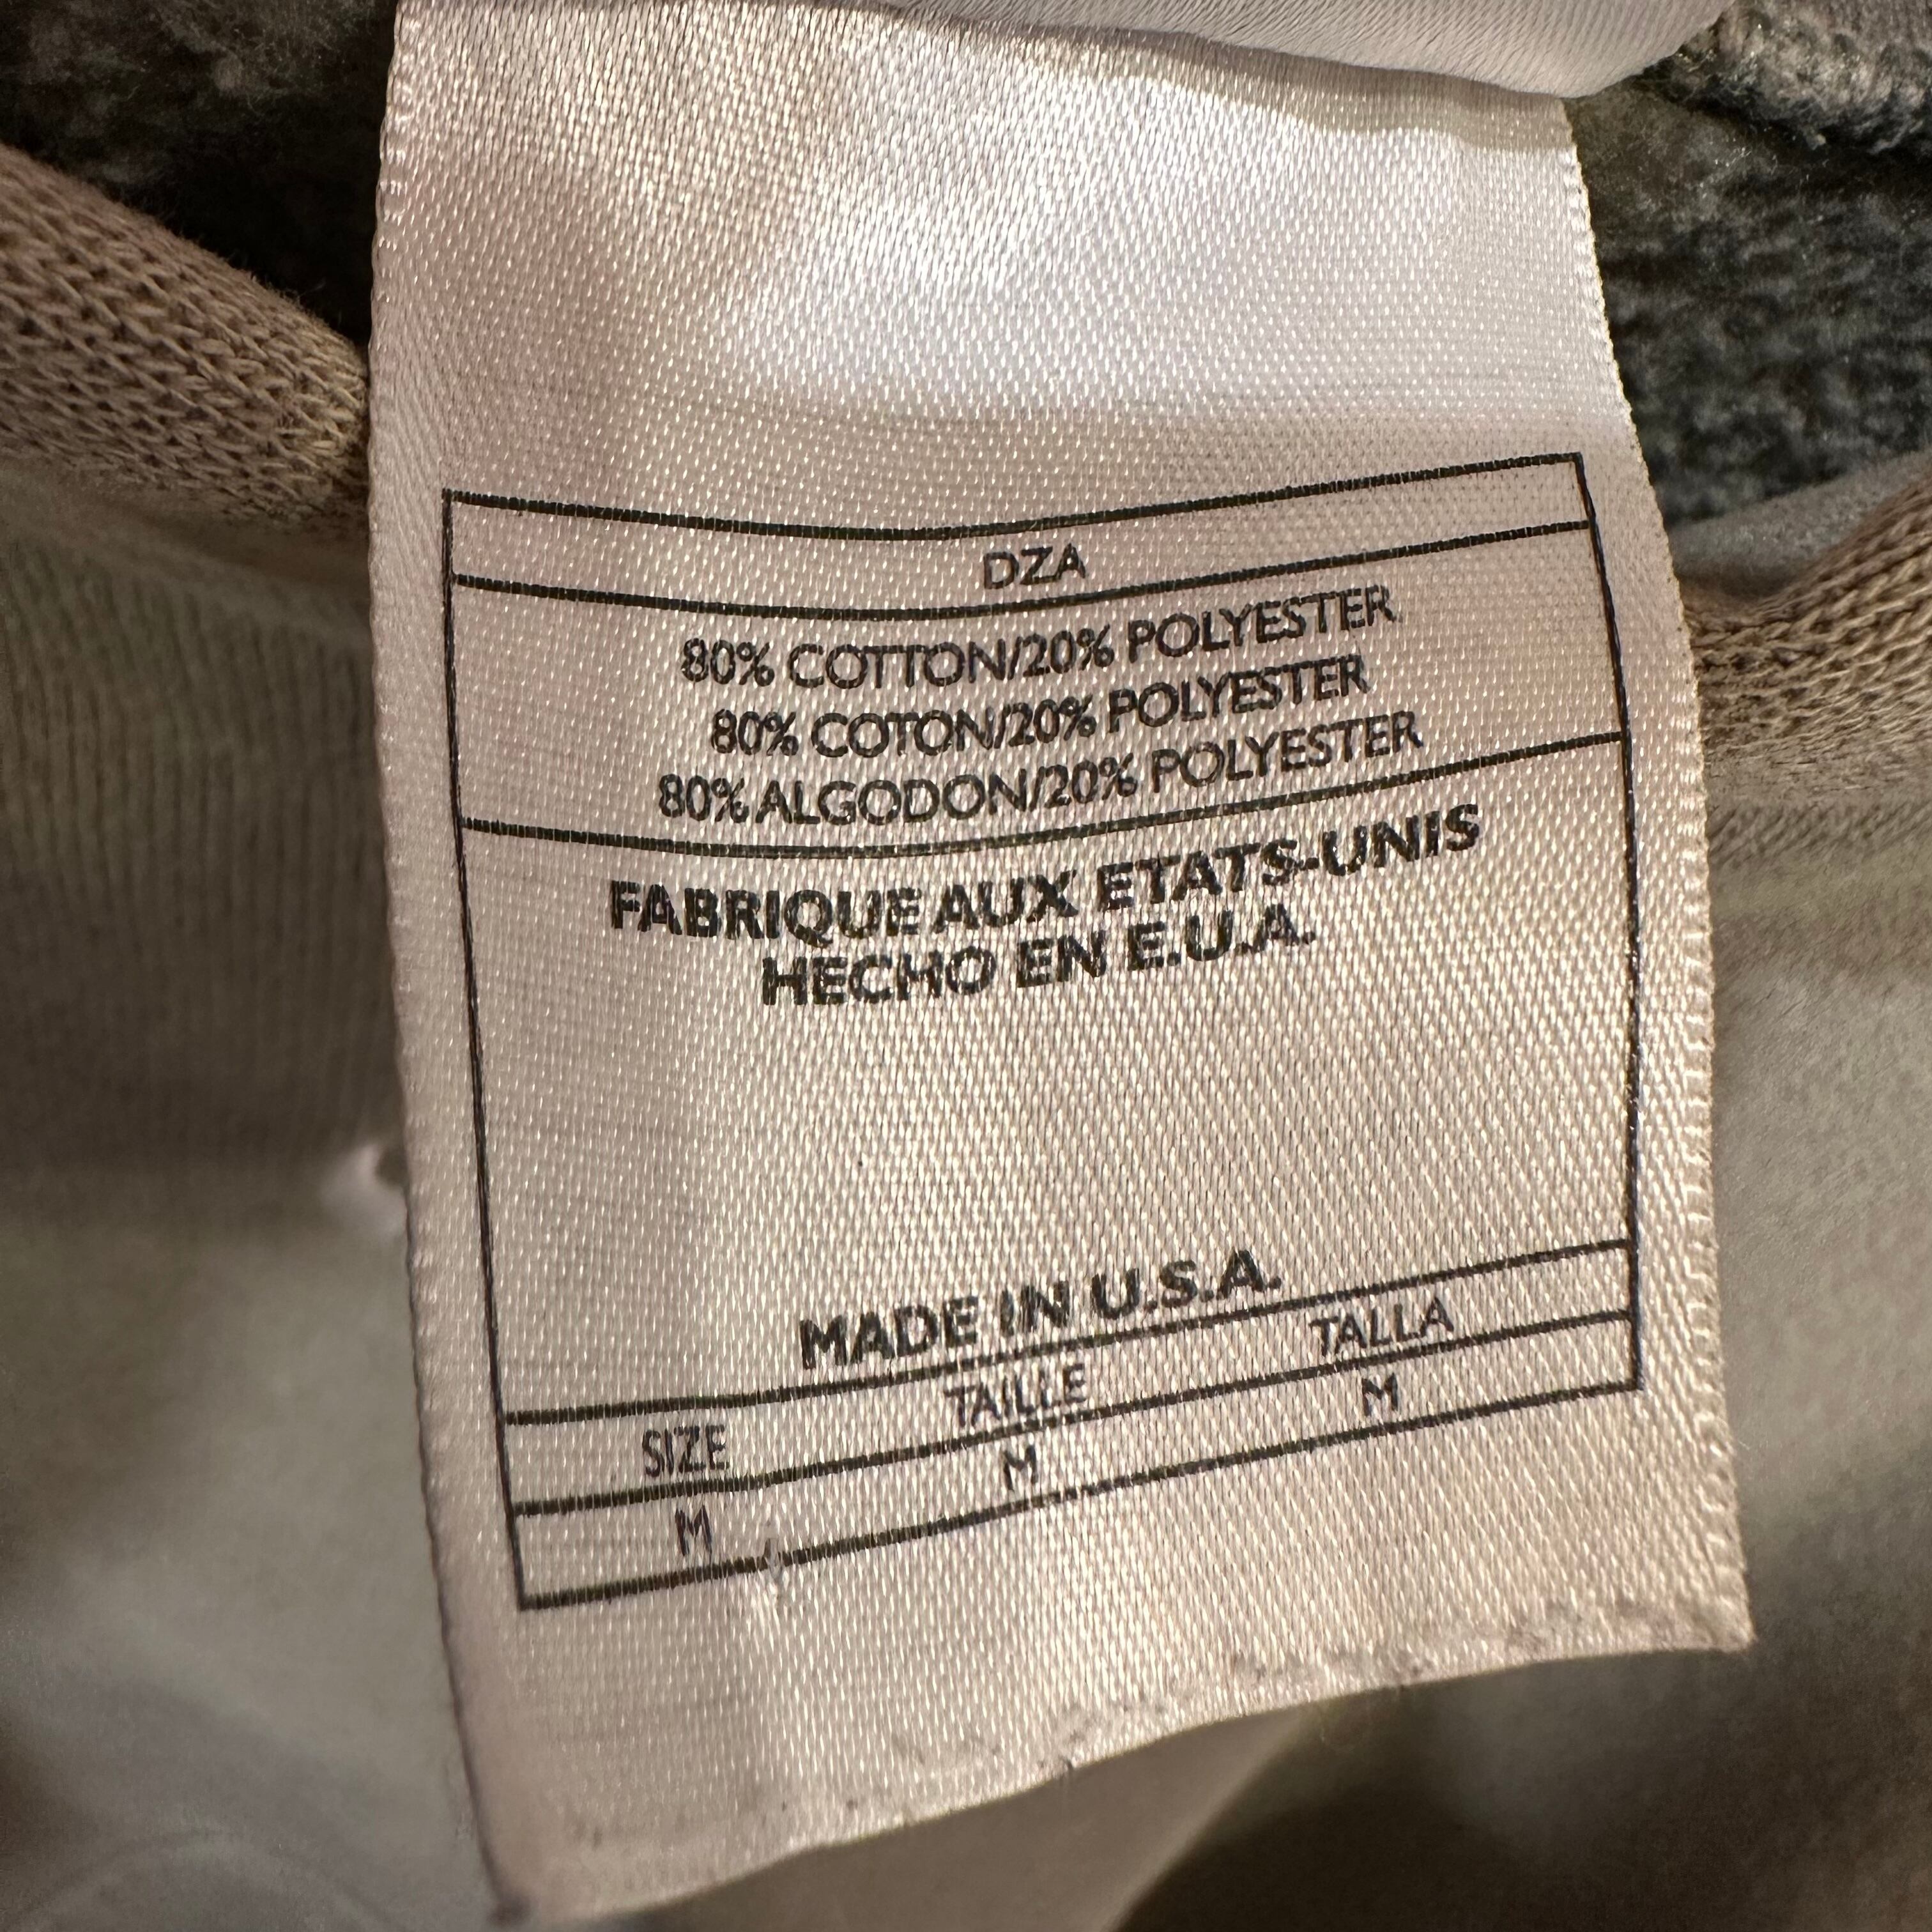 DZA
80% COTTON/20% POLYESTER
80% COTON/20% POLYESTER
80% ALGODON/20% POLYESTER
FABRIQUE AUX ETATS-UNIS
HECHO EN E.U.A.
MADE IN U.S.A.
SIZE TAILLE TALLA
M M M